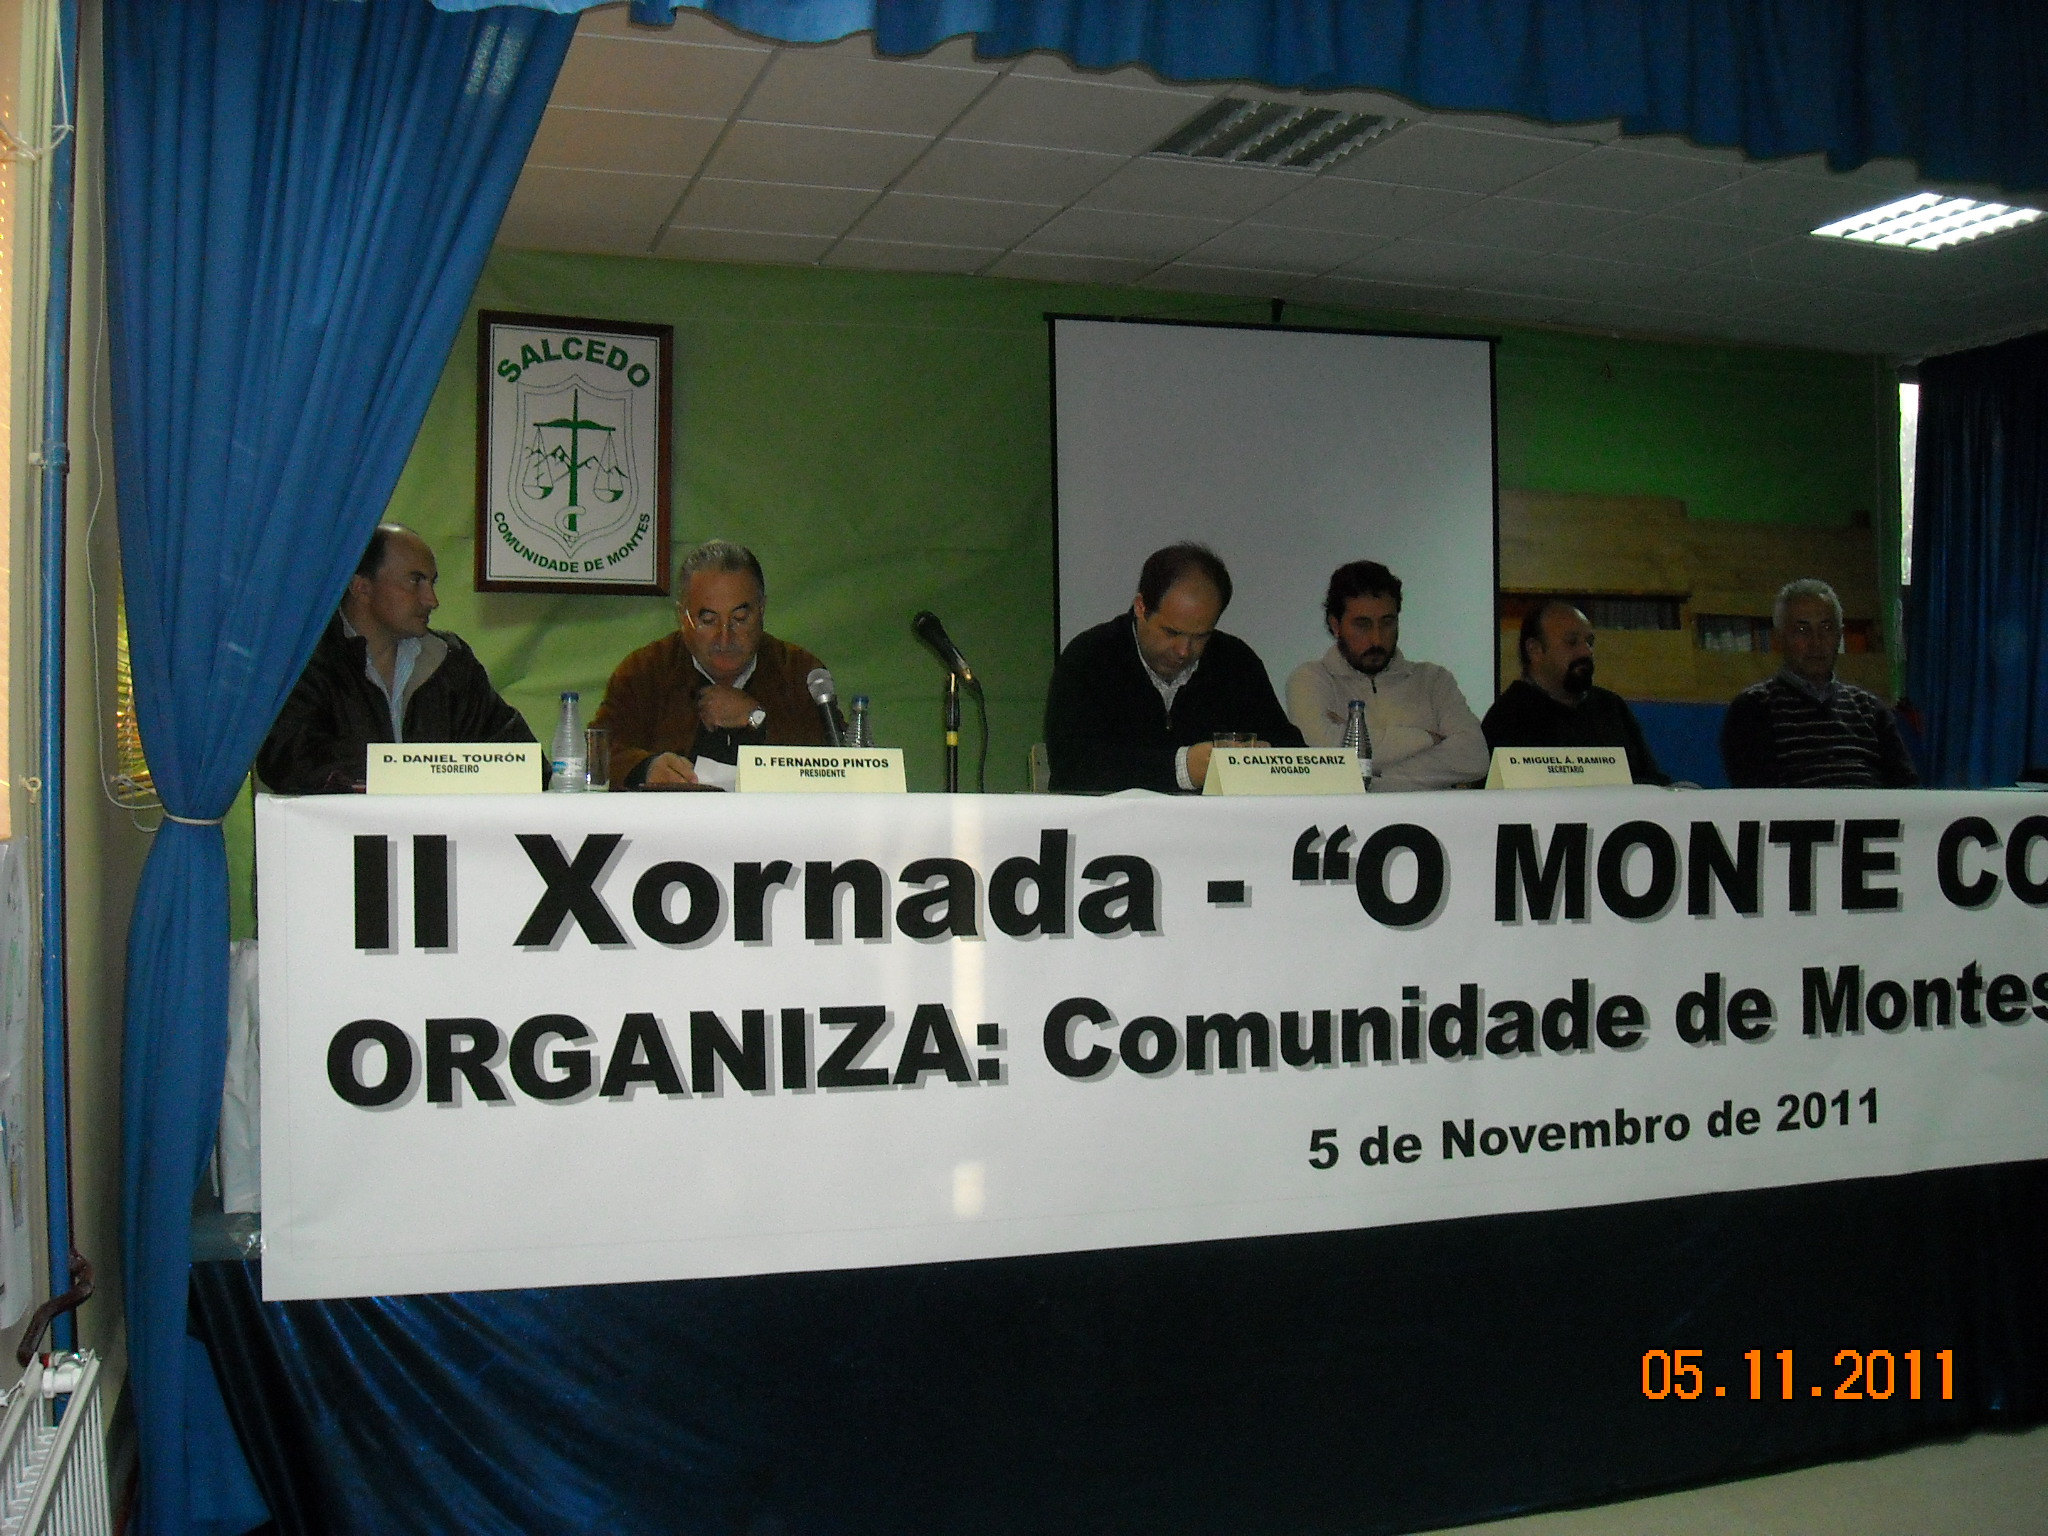 SALCEDO
COMUNIDADE DE MONTES
D. DANIEL TOURÓN
TESOREIRO
D. FERNANDO PINTOS
PRESIDENTE
D. CALIXTO ESCARIZ
AVOGADO
D. MIGUEL Á. RAMIRO
SECRETARIO
II Xornada - “O MONTE CO
ORGANIZA: Comunidade de Montes
5 de Novembro de 2011
05.11.2011